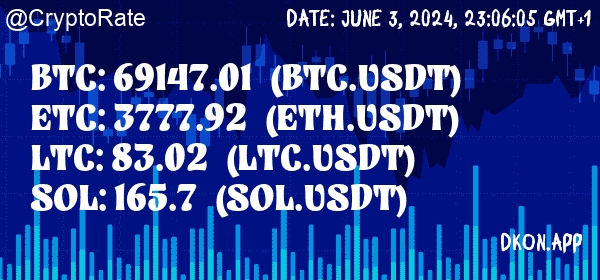 @CryptoRate
DATE: JUNE 3, 2024, 23:06:05 GMT+1
BTC: 69147.01 (BTC.USDT)
ETC: 3777.92 (ETH.USDT)
LTC: 83.02 (LTC.USDT)
SOL: 165.7 (SOL.USDT)
DKON.APP